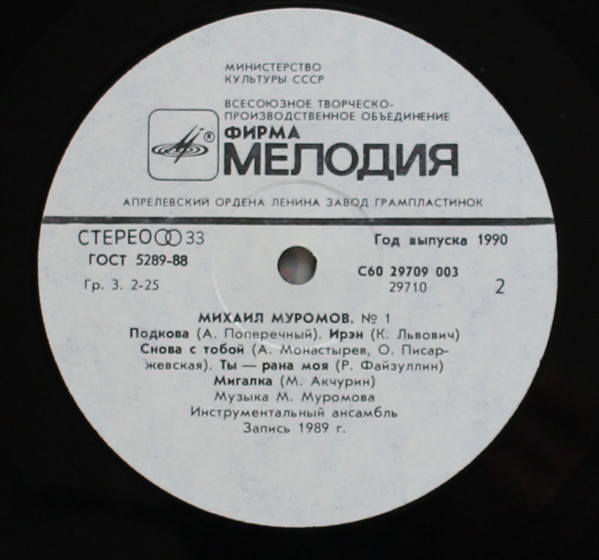 МИНИСТЕРСТВО
КУЛЬТУРЫ СССР
ВСЕСОЮЗНОЕ ТВОРЧЕСКО-
ПРОИЗВОДСТВЕННОЕ ОБЪЕДИНЕНИЕ
ФИРМА
® МЕЛОДИЯ
АПРЕЛЕВСКИЙ ОРДЕНА ЛЕНИНА ЗАВОД ГРАМПЛАСТИНОК
СТЕРЕО 33
Год выпуска 1990
ГОСТ 5289-88
С60 29709 003
Гр. 3. 2-25
29710
2
МИХАИЛ МУРОМОВ. № 1
Подкова (А. Поперечный). Ирэн (К. Львович)
Снова с тобой (А. Монастырев, О. Писар-
жевская). Ты — рана моя (Р. Файзуллин)
Мигалка (М. Акчурин)
Музыка М. Муромова
Инструментальный ансамбль
Запись 1989 г.